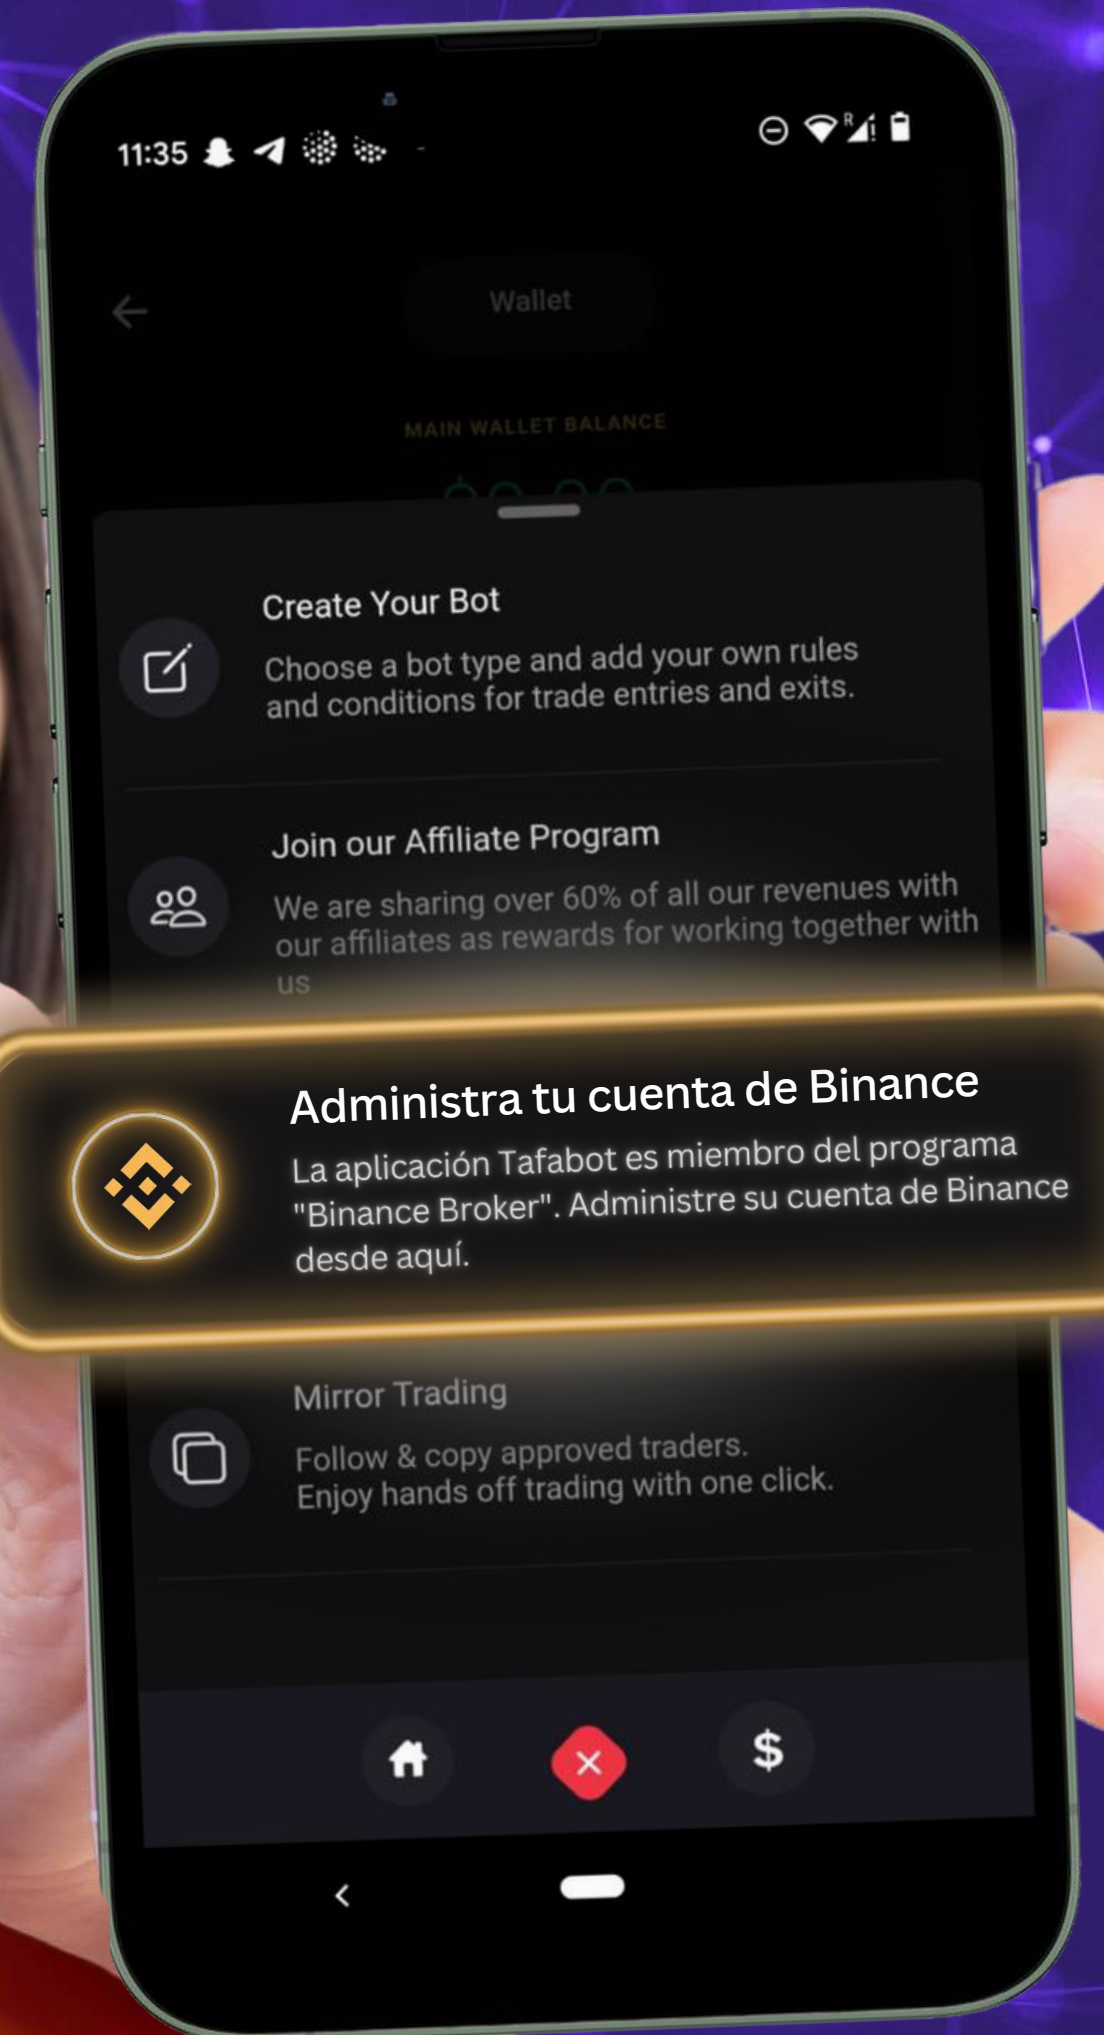 11:35
R
Wallet
MAIN WALLET BALANCE
Create Your Bot
Choose a bot type and add your own rules
and conditions for trade entries and exits.
Join our Affiliate Program
We are sharing over 60% of all our revenues with
our affiliates as rewards for working together with
us
Administra tu cuenta de Binance
La aplicación Tafabot es miembro del programa
"Binance Broker". Administre su cuenta de Binance
desde aquí.
Mirror Trading
Follow & copy approved traders.
Enjoy hands off trading with one click.
$